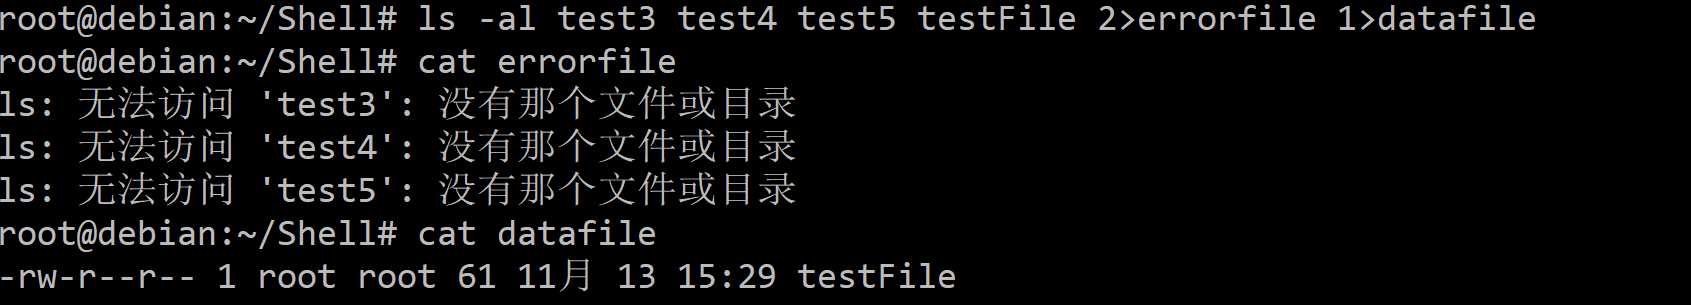 root@debian:~/Shell# ls -al test3 test4 test5 testFile 2>errorfile 1>datafile
root@debian:~/Shell# cat errorfile
ls: 无法访问 'test3': 没有那个文件或目录
ls: 无法访问 'test4': 没有那个文件或目录
ls: 无法访问 'test5': 没有那个文件或目录
root@debian:~/Shell# cat datafile
-rw-r--r-- 1 root root 61 11月 13 15:29 testFile